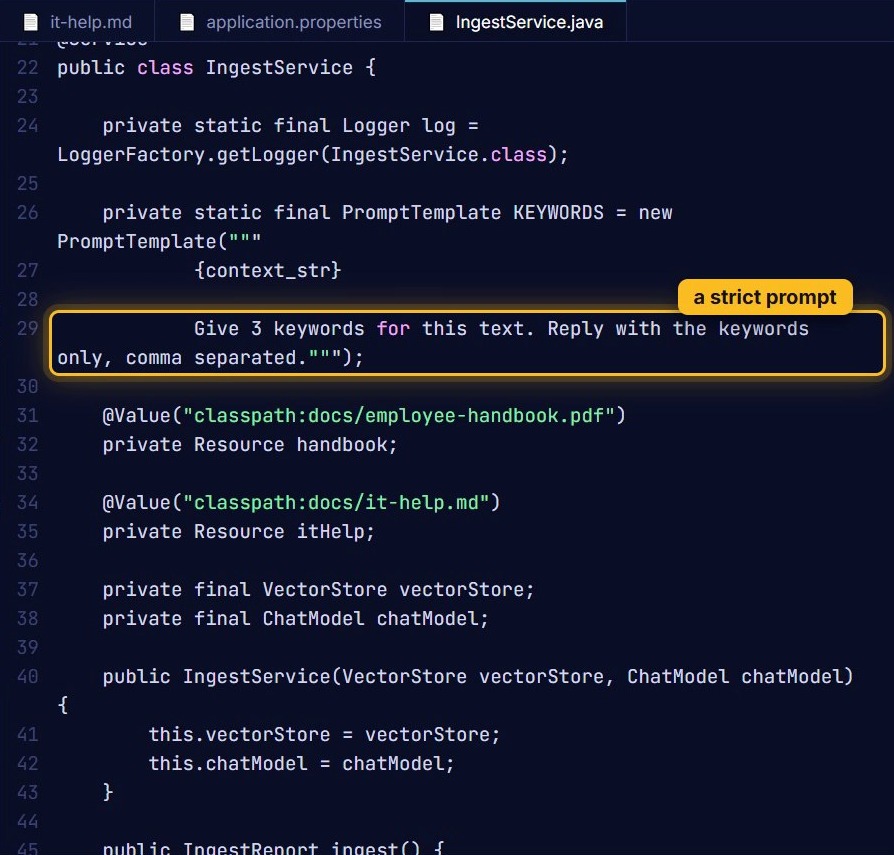 it-help.md application.properties IngestService.java
21 @Service
22 public class IngestService {
23
24 private static final Logger log =
LoggerFactory.getLogger(IngestService.class);
25
26 private static final PromptTemplate KEYWORDS = new
PromptTemplate("""
27 {context_str}
a strict prompt
28
29 Give 3 keywords for this text. Reply with the keywords
only, comma separated.""");
30
31 @Value("classpath:docs/employee-handbook.pdf")
32 private Resource handbook;
33
34 @Value("classpath:docs/it-help.md")
35 private Resource itHelp;
36
37 private final VectorStore vectorStore;
38 private final ChatModel chatModel;
39
40 public IngestService(VectorStore vectorStore, ChatModel chatModel)
{
41 this.vectorStore = vectorStore;
42 this.chatModel = chatModel;
43 }
44
45 public IngestReport ingest() {